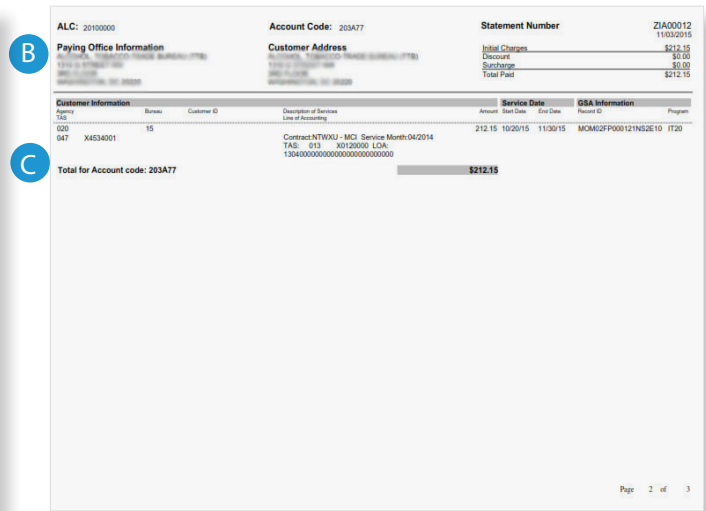 ALC: 20100000 Account Code: 203A77 Statement Number ZIA00012
11/03/2015
B
Paying Office Information Customer Address Initial Charges $212.15
Discount $0.00
Surcharge $0.00
Total Paid $212.15
Customer Information Service Date GSA Information
Agency Bureau Customer ID Description of Services Amount Start Date End Date Record ID Program
TAS Line of Accounting
020 15 212.15 10/20/15 11/30/15 MOM02FP000121NS2E10 IT20
047 X4534001 Contract:NTWXU - MCI Service Month:04/2014
TAS: 013 X0120000 LOA:
C
Total for Account code: 203A77 $212.15
Page 2 of 3